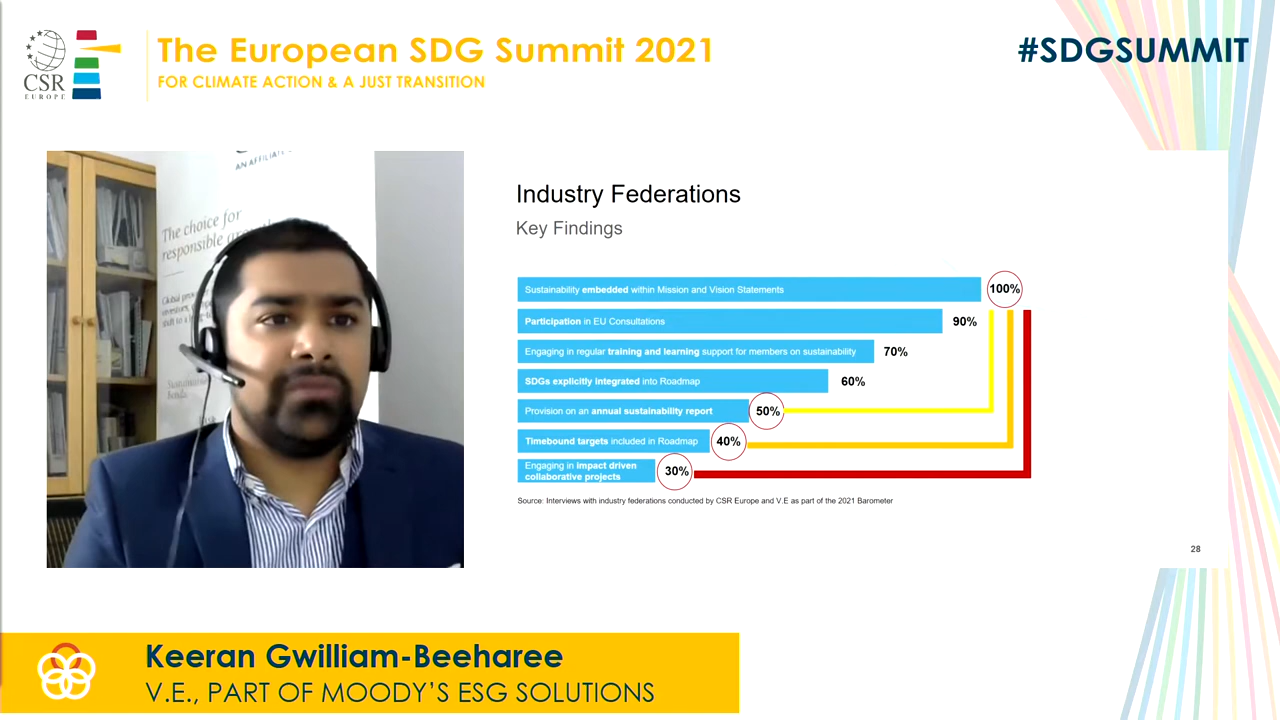 CSR
EUROPE
The European SDG Summit 2021
FOR CLIMATE ACTION & A JUST TRANSITION
#SDGSUMMIT
AN AFFILIATE
The choice for
responsible
Industry Federations
Key Findings
Sustainability embedded within Mission and Vision Statements
100%
Participation in EU Consultations
90%
Engaging in regular training and learning support for members on sustainability
70%
SDGs explicitly integrated into Roadmap
60%
Provision on an annual sustainability report
50%
Timebound targets included in Roadmap
40%
Engaging in impact driven
collaborative projects
30%
Source: Interviews with industry federations conducted by CSR Europe and V.E as part of the 2021 Barometer
28
Keeran Gwilliam-Beeharee
V.E., PART OF MOODY’S ESG SOLUTIONS